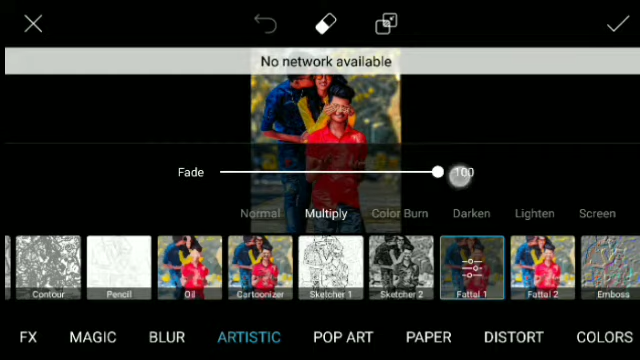 No network available
Fade 100
Normal Multiply Color Burn Darken Lighten Screen
Contour Pencil Oil Cartoonizer Sketcher 1 Sketcher 2 Fattal 1 Fattal 2 Emboss
FX MAGIC BLUR ARTISTIC POP ART PAPER DISTORT COLORS